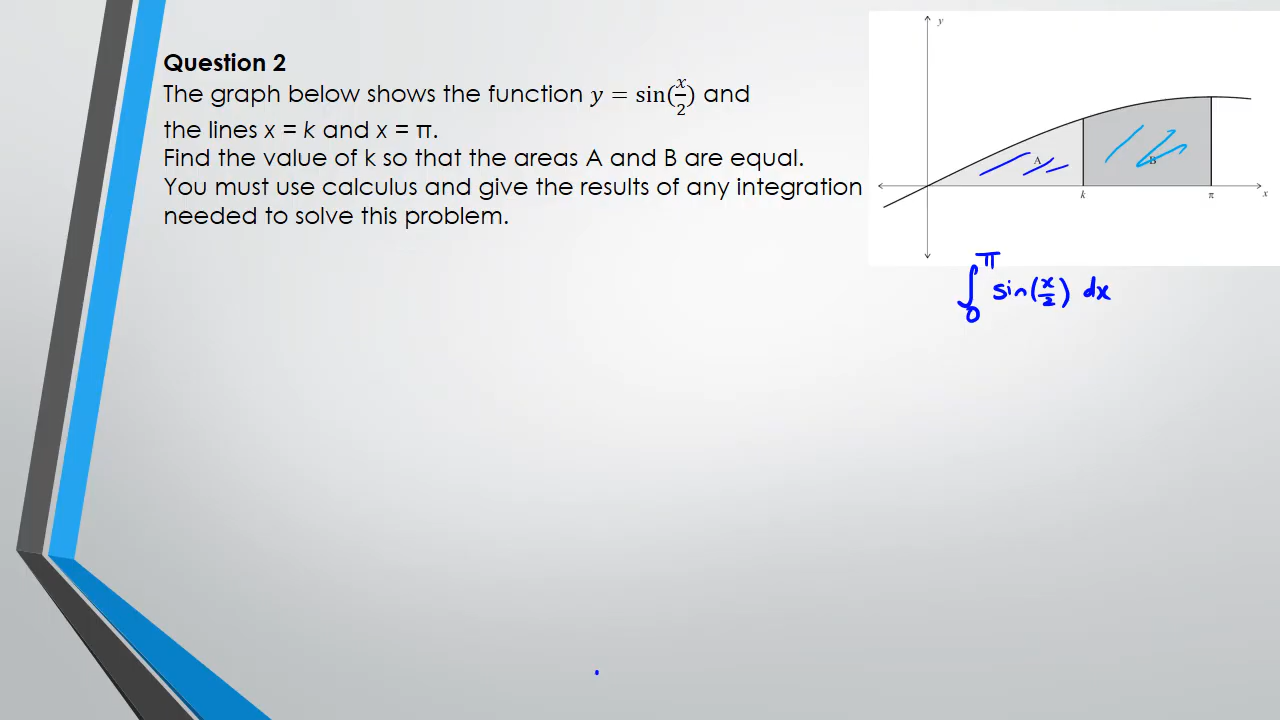 Question 2
The graph below shows the function y = sin(x/2) and
the lines x = k and x = π.
Find the value of k so that the areas A and B are equal.
You must use calculus and give the results of any integration
needed to solve this problem.
y
A
B
k
π
x
∫₀^π sin(x/2) dx